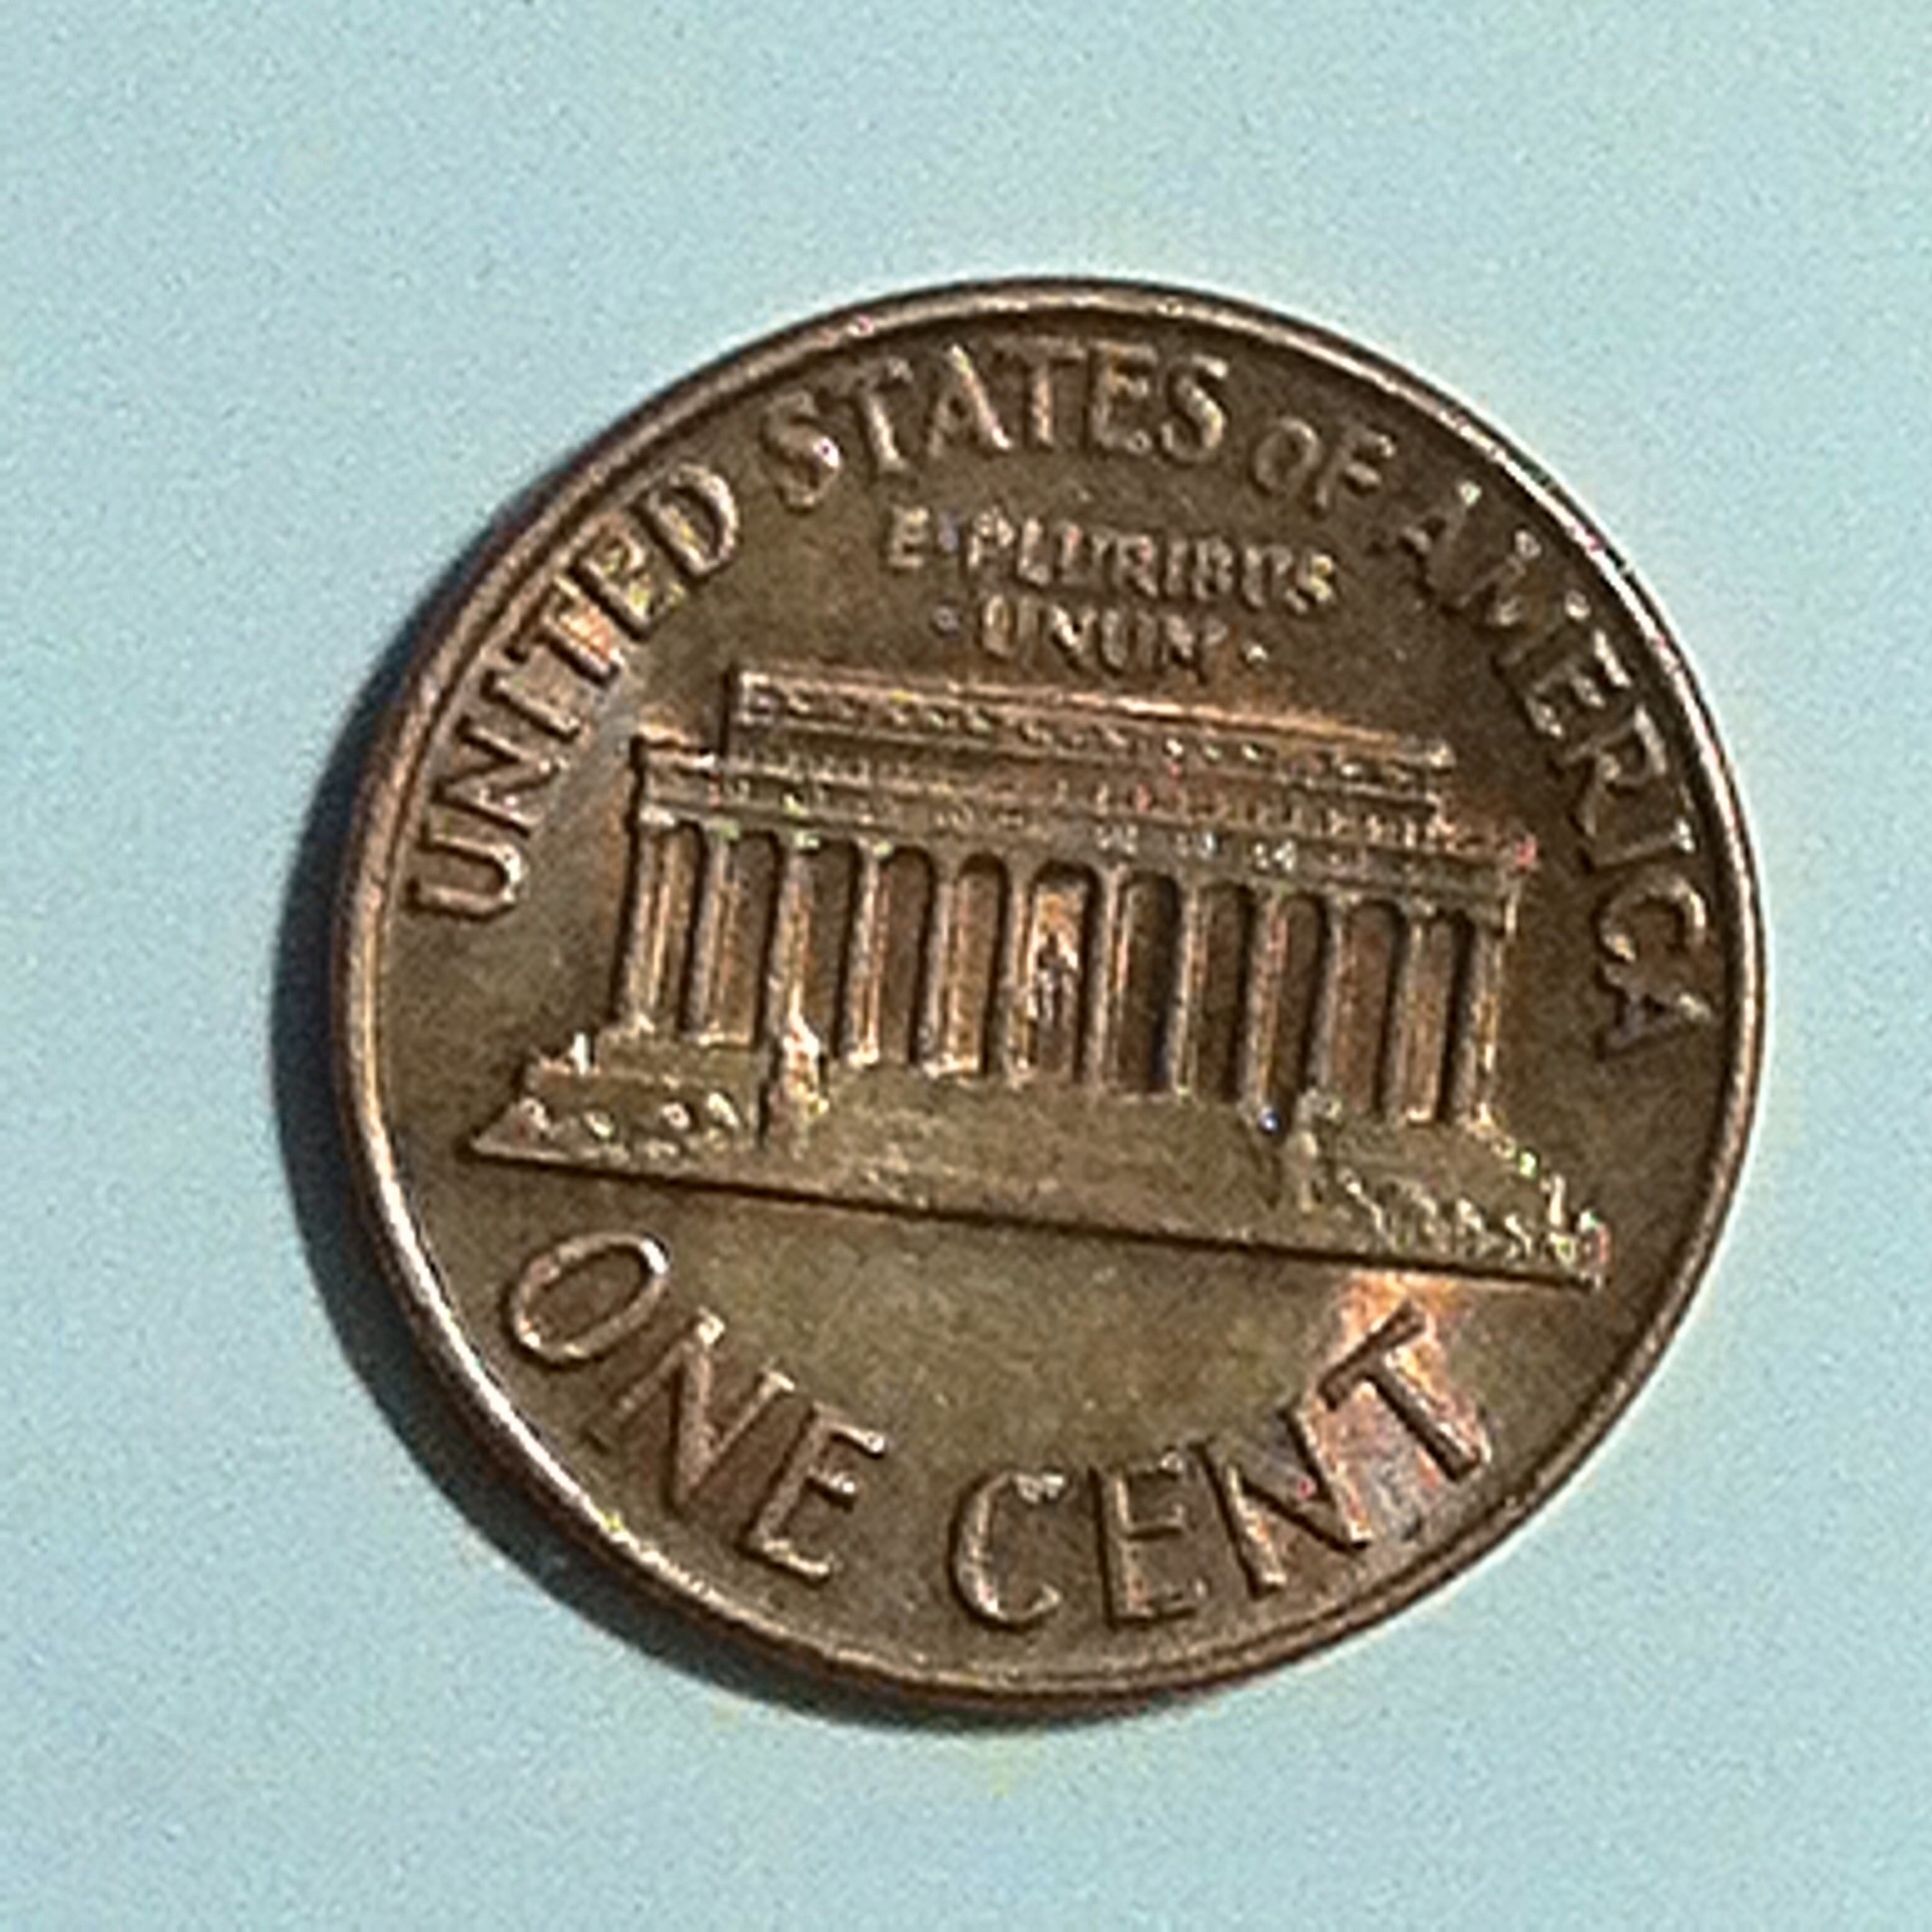 UNITED STATES OF AMERICA
E·PLURIBUS
·UNUM·
ONE CENT